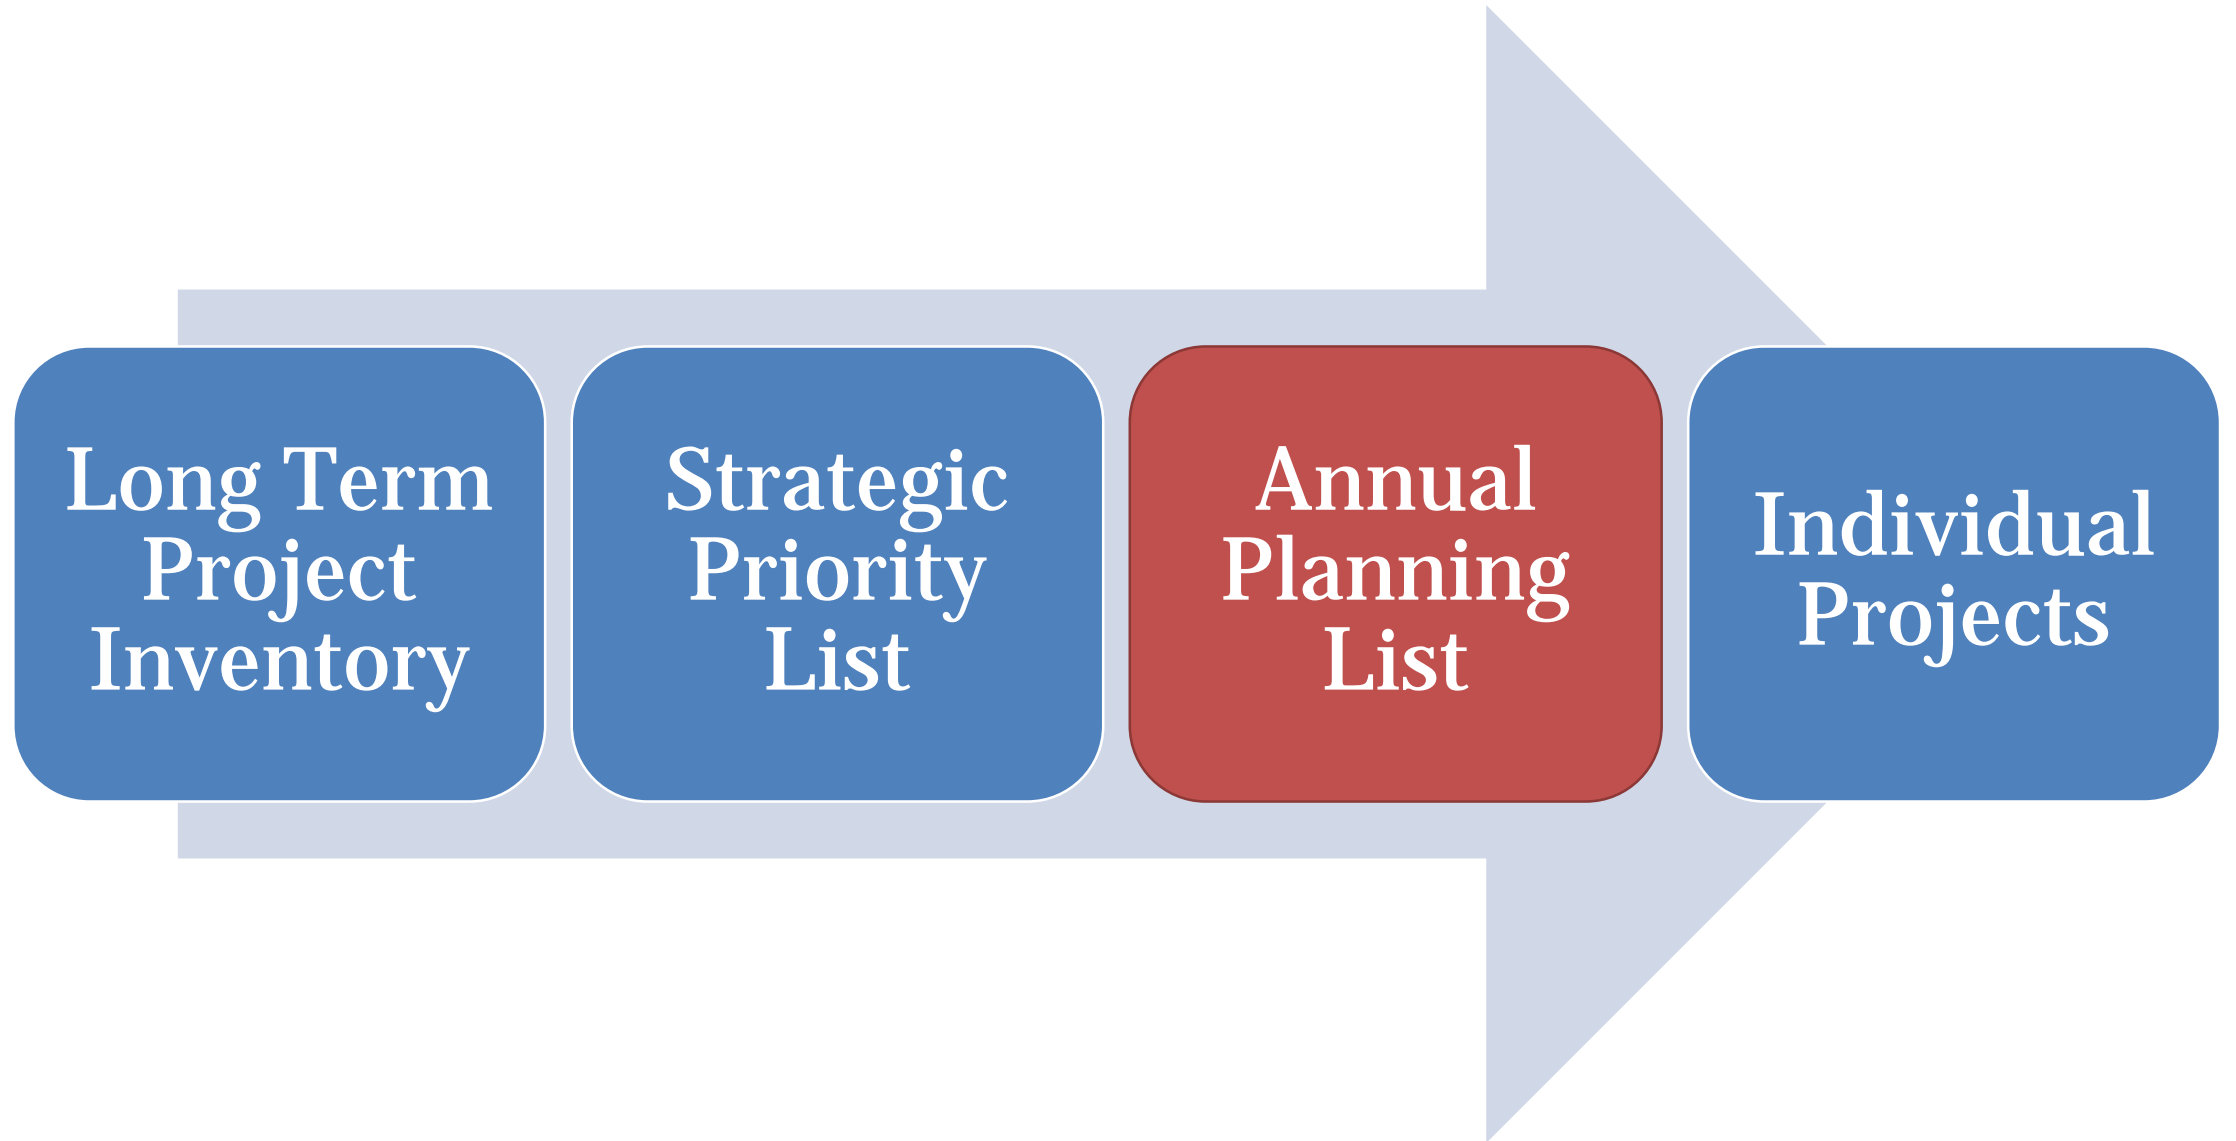 Long Term
Project
Inventory
Strategic
Priority
List
Annual
Planning
List
Individual
Projects